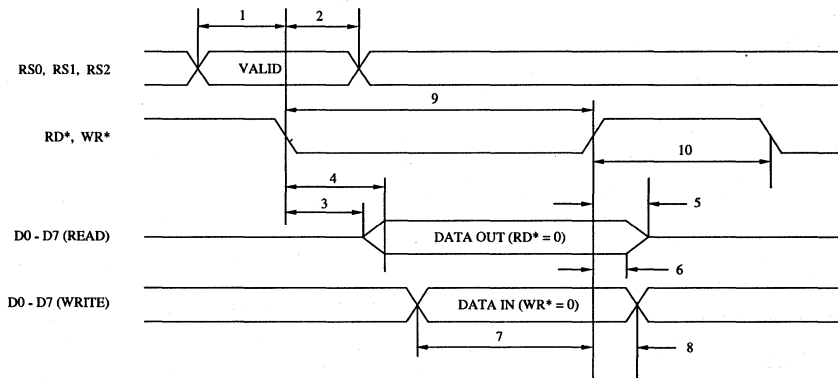 1 2
RS0, RS1, RS2 VALID
9
RD*, WR*
10
4
3 5
D0 - D7 (READ) DATA OUT (RD* = 0)
6
D0 - D7 (WRITE) DATA IN (WR* = 0)
7 8